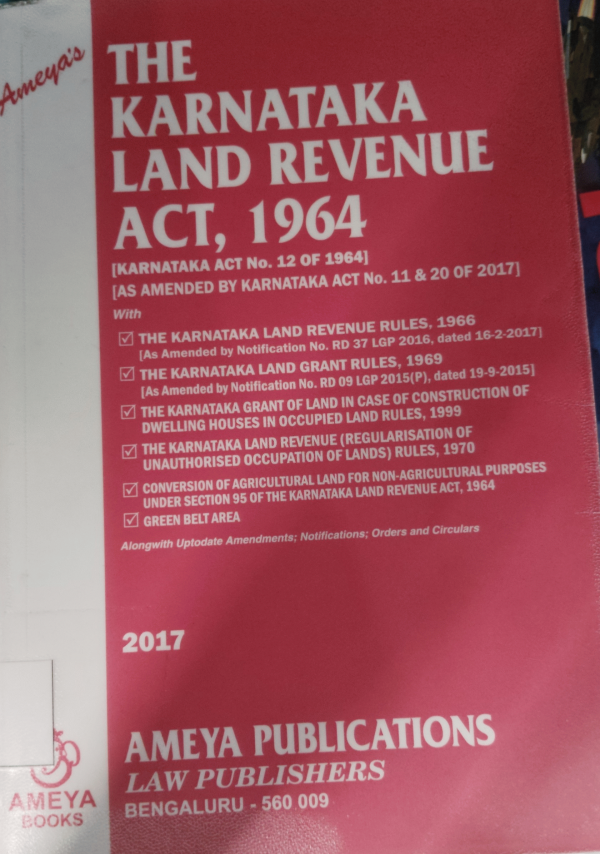 Ameya's
THE
KARNATAKA
LAND REVENUE
ACT, 1964
[KARNATAKA ACT No. 12 OF 1964]
[AS AMENDED BY KARNATAKA ACT No. 11 & 20 OF 2017]
With
THE KARNATAKA LAND REVENUE RULES, 1966
[As Amended by Notification No. RD 37 LGP 2016, dated 16-2-2017]
THE KARNATAKA LAND GRANT RULES, 1969
[As Amended by Notification No. RD 09 LGP 2015(P), dated 19-9-2015]
THE KARNATAKA GRANT OF LAND IN CASE OF CONSTRUCTION OF
DWELLING HOUSES IN OCCUPIED LAND RULES, 1999
THE KARNATAKA LAND REVENUE (REGULARISATION OF
UNAUTHORISED OCCUPATION OF LANDS) RULES, 1970
CONVERSION OF AGRICULTURAL LAND FOR NON-AGRICULTURAL PURPOSES
UNDER SECTION 95 OF THE KARNATAKA LAND REVENUE ACT, 1964
GREEN BELT AREA
Alongwith Uptodate Amendments; Notifications; Orders and Circulars
2017
AMEYA PUBLICATIONS
LAW PUBLISHERS
BENGALURU - 560 009
AMEYA
BOOKS